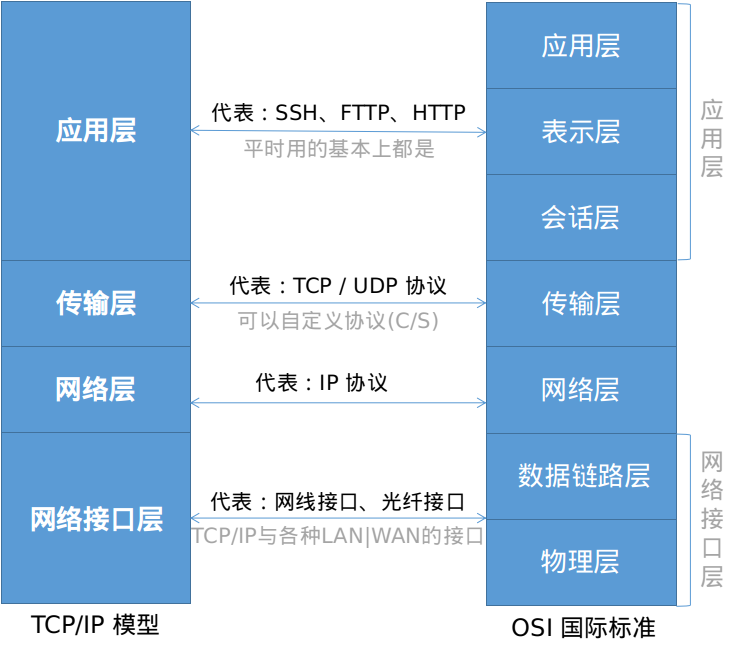 应用层
传输层
网络层
网络接口层
TCP/IP 模型
代表：SSH、FTTP、HTTP
平时用的基本上都是
代表：TCP / UDP 协议
可以自定义协议(C/S)
代表：IP 协议
代表：网线接口、光纤接口
TCP/IP与各种LAN|WAN的接口
应用层
表示层
会话层
传输层
网络层
数据链路层
物理层
OSI 国际标准
应用层
网络接口层